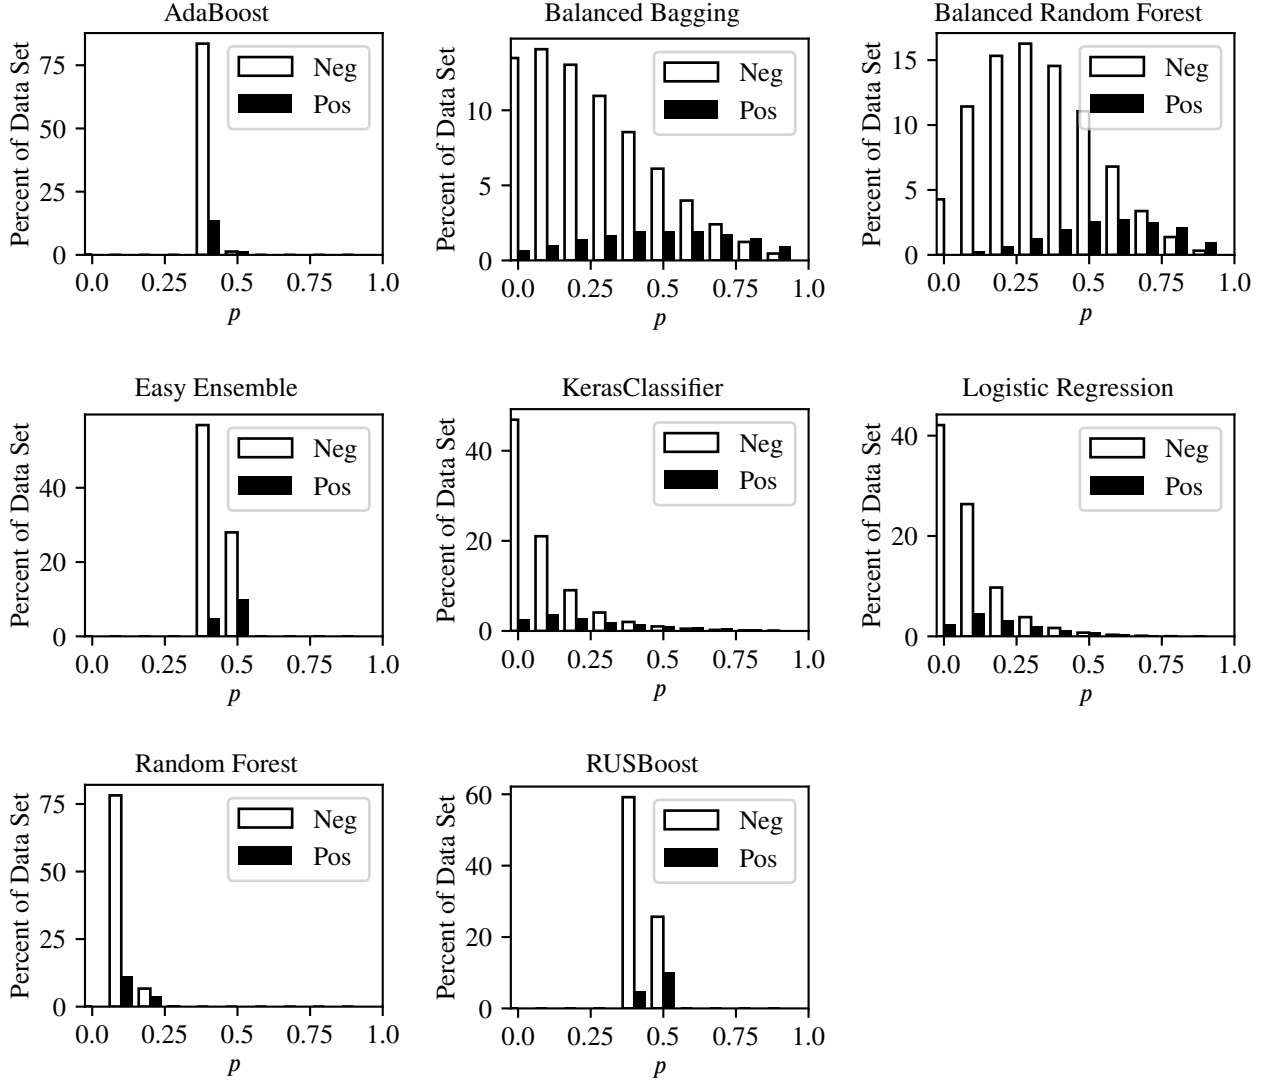 AdaBoost
Percent of Data Set
75
50
25
0
Neg
Pos
0.0 0.25 0.5 0.75 1.0
p
Balanced Bagging
Percent of Data Set
10
5
0
Neg
Pos
0.0 0.25 0.5 0.75 1.0
p
Balanced Random Forest
Percent of Data Set
15
10
5
0
Neg
Pos
0.0 0.25 0.5 0.75 1.0
p
Easy Ensemble
Percent of Data Set
40
20
0
Neg
Pos
0.0 0.25 0.5 0.75 1.0
p
KerasClassifier
Percent of Data Set
40
20
0
Neg
Pos
0.0 0.25 0.5 0.75 1.0
p
Logistic Regression
Percent of Data Set
40
20
0
Neg
Pos
0.0 0.25 0.5 0.75 1.0
p
Random Forest
Percent of Data Set
75
50
25
0
Neg
Pos
0.0 0.25 0.5 0.75 1.0
p
RUSBoost
Percent of Data Set
60
40
20
0
Neg
Pos
0.0 0.25 0.5 0.75 1.0
p